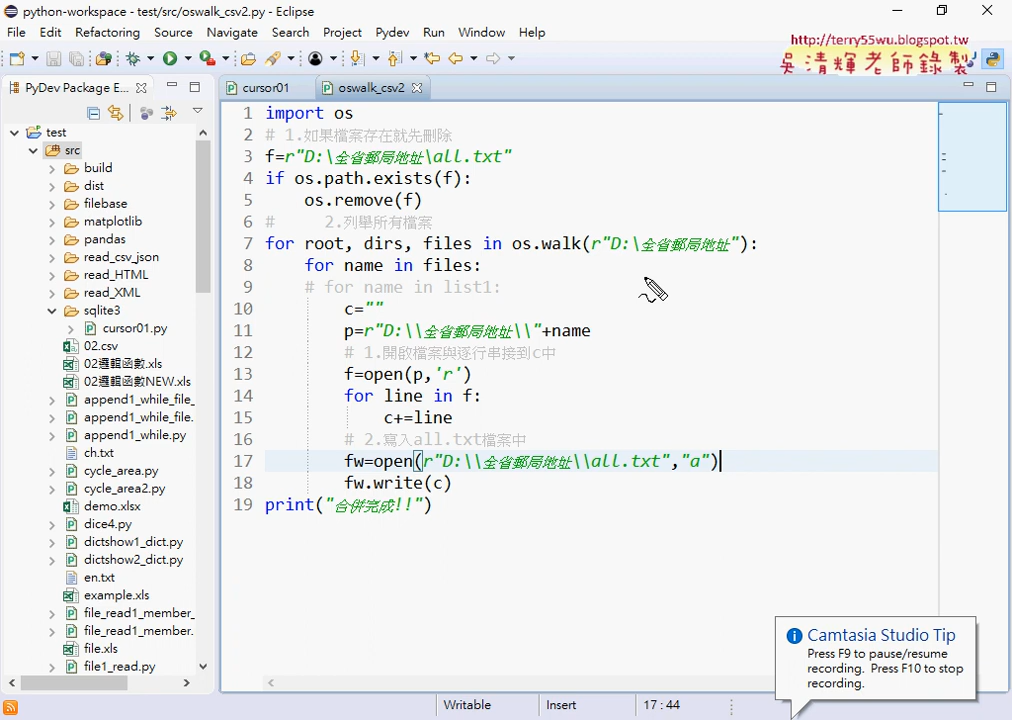 python-workspace - test/src/oswalk_csv2.py - Eclipse
File Edit Refactoring Source Navigate Search Project Pydev Run Window Help
http://terry55wu.blogspot.tw
吳清輝老師錄製
PyDev Package E...
cursor01
oswalk_csv2
test
src
build
dist
filebase
matplotlib
pandas
read_csv_json
read_HTML
read_XML
sqlite3
cursor01.py
02.csv
02邏輯函數.xls
02邏輯函數NEW.xls
append1_while_file_
append1_while_file.
append1_while.py
ch.txt
cycle_area.py
cycle_area2.py
demo.xlsx
dice4.py
dictshow1_dict.py
dictshow2_dict.py
en.txt
example.xls
file_read1_member_
file_read1_member.
file.xls
file1_read.py
1 import os
2 # 1.如果檔案存在就先刪除
3 f=r"D:\全省郵局地址\all.txt"
4 if os.path.exists(f):
5 os.remove(f)
6 # 2.列舉所有檔案
7 for root, dirs, files in os.walk(r"D:\全省郵局地址"):
8 for name in files:
9 # for name in list1:
10 c=""
11 p=r"D:\\全省郵局地址\\"+name
12 # 1.開啟檔案與逐行串接到c中
13 f=open(p,'r')
14 for line in f:
15 c+=line
16 # 2.寫入all.txt檔案中
17 fw=open(r"D:\\全省郵局地址\\all.txt","a")
18 fw.write(c)
19 print("合併完成!!")
Camtasia Studio Tip
Press F9 to pause/resume
recording. Press F10 to stop
recording.
Writable Insert 17 : 44